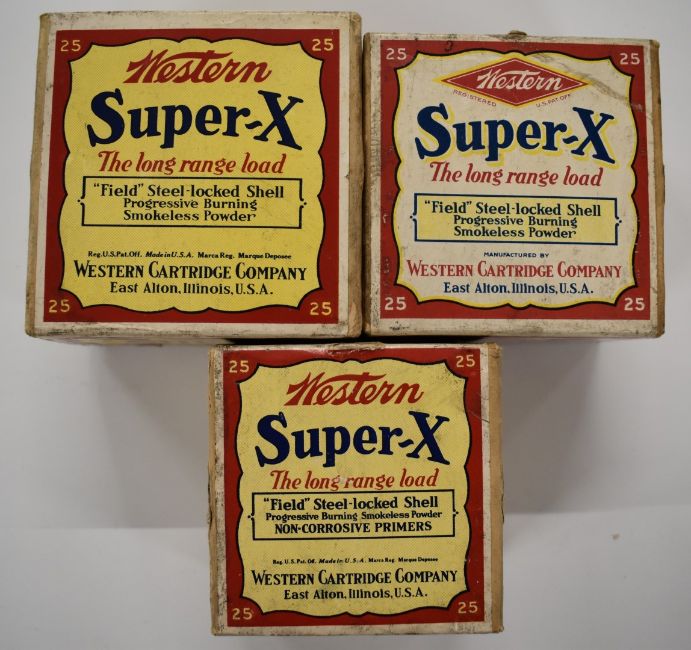 25 25
Western
Super-X
The long range load
"Field" Steel-locked Shell
Progressive Burning
Smokeless Powder
Reg. U.S. Pat. Off. Made in U.S.A. Marca Reg. Marque Deposee
WESTERN CARTRIDGE COMPANY
East Alton, Illinois, U.S.A.
25 25
25 25
Western
REGISTERED U.S. PAT. OFF.
Super-X
The long range load
"Field" Steel-locked Shell
Progressive Burning
Smokeless Powder
MANUFACTURED BY
WESTERN CARTRIDGE COMPANY
East Alton, Illinois, U.S.A.
25 25
25 25
Western
Super-X
The long range load
"Field" Steel-locked Shell
Progressive Burning Smokeless Powder
NON-CORROSIVE PRIMERS
Reg. U.S. Pat. Off. Made in U.S.A. Marca Reg. Marque Deposee
WESTERN CARTRIDGE COMPANY
East Alton, Illinois, U.S.A.
25 25